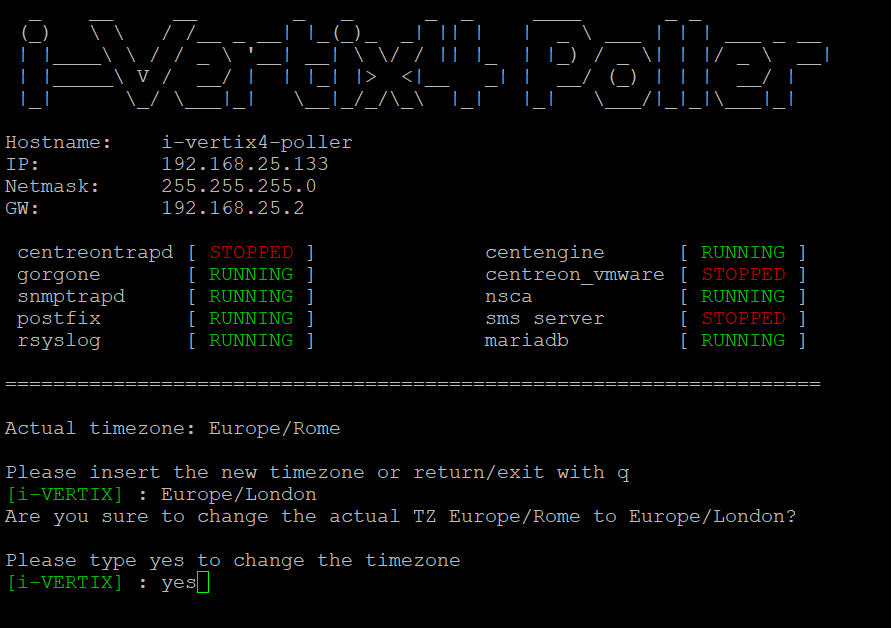 i-Vertix4 Poller
Hostname: i-vertix4-poller
IP: 192.168.25.133
Netmask: 255.255.255.0
GW: 192.168.25.2
centreontrapd [ STOPPED ] centengine [ RUNNING ]
gorgone [ RUNNING ] centreon_vmware [ STOPPED ]
snmptrapd [ RUNNING ] nsca [ RUNNING ]
postfix [ RUNNING ] sms server [ STOPPED ]
rsyslog [ RUNNING ] mariadb [ RUNNING ]
====================================================================
Actual timezone: Europe/Rome
Please insert the new timezone or return/exit with q
[i-VERTIX] : Europe/London
Are you sure to change the actual TZ Europe/Rome to Europe/London?
Please type yes to change the timezone
[i-VERTIX] : yes